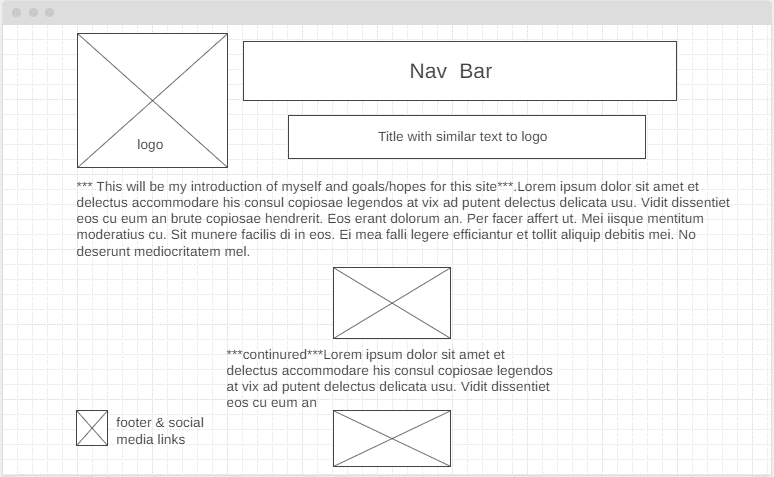 Nav Bar
logo
Title with similar text to logo
*** This will be my introduction of myself and goals/hopes for this site***.Lorem ipsum dolor sit amet et
delectus accommodare his consul copiosae legendos at vix ad putent delectus delicata usu. Vidit dissentiet
eos cu eum an brute copiosae hendrerit. Eos erant dolorum an. Per facer affert ut. Mei iisque mentitum
moderatius cu. Sit munere facilis di in eos. Ei mea falli legere efficiantur et tollit aliquip debitis mei. No
deserunt mediocritatem mel.
***continured***Lorem ipsum dolor sit amet et
delectus accommodare his consul copiosae legendos
at vix ad putent delectus delicata usu. Vidit dissentiet
eos cu eum an
footer & social
media links